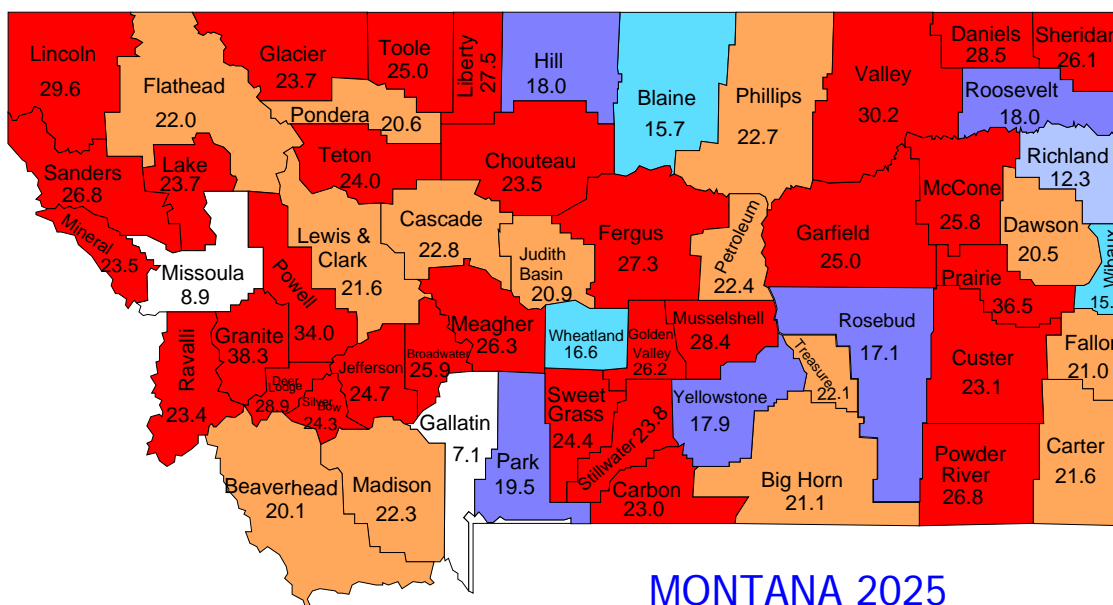 Lincoln
29.6
Flathead
22.0
Glacier
23.7
Toole
25.0
Liberty
27.5
Hill
18.0
Blaine
15.7
Phillips
22.7
Valley
30.2
Daniels
28.5
Sheridan
26.1
Roosevelt
18.0
Richland
12.3
Pondera
20.6
Teton
24.0
Chouteau
23.5
Sanders
26.8
Lake
23.7
Mineral
23.5
Missoula
8.9
Powell
34.0
Lewis &
Clark
21.6
Cascade
22.8
Judith
Basin
20.9
Fergus
27.3
Petroleum
22.4
Garfield
25.0
McCone
25.8
Dawson
20.5
Wibaux
15.
Prairie
36.5
Ravalli
23.4
Granite
38.3
Deer
Lodge
28.9
Silver
Bow
24.3
Jefferson
24.7
Broadwater
25.9
Meagher
26.3
Wheatland
16.6
Golden
Valley
26.2
Musselshell
28.4
Treasure
22.1
Rosebud
17.1
Custer
23.1
Fallon
21.0
Gallatin
7.1
Park
19.5
Sweet
Grass
24.4
Stillwater
23.8
Yellowstone
17.9
Carbon
23.0
Big Horn
21.1
Powder
River
26.8
Carter
21.6
Beaverhead
20.1
Madison
22.3
MONTANA 2025